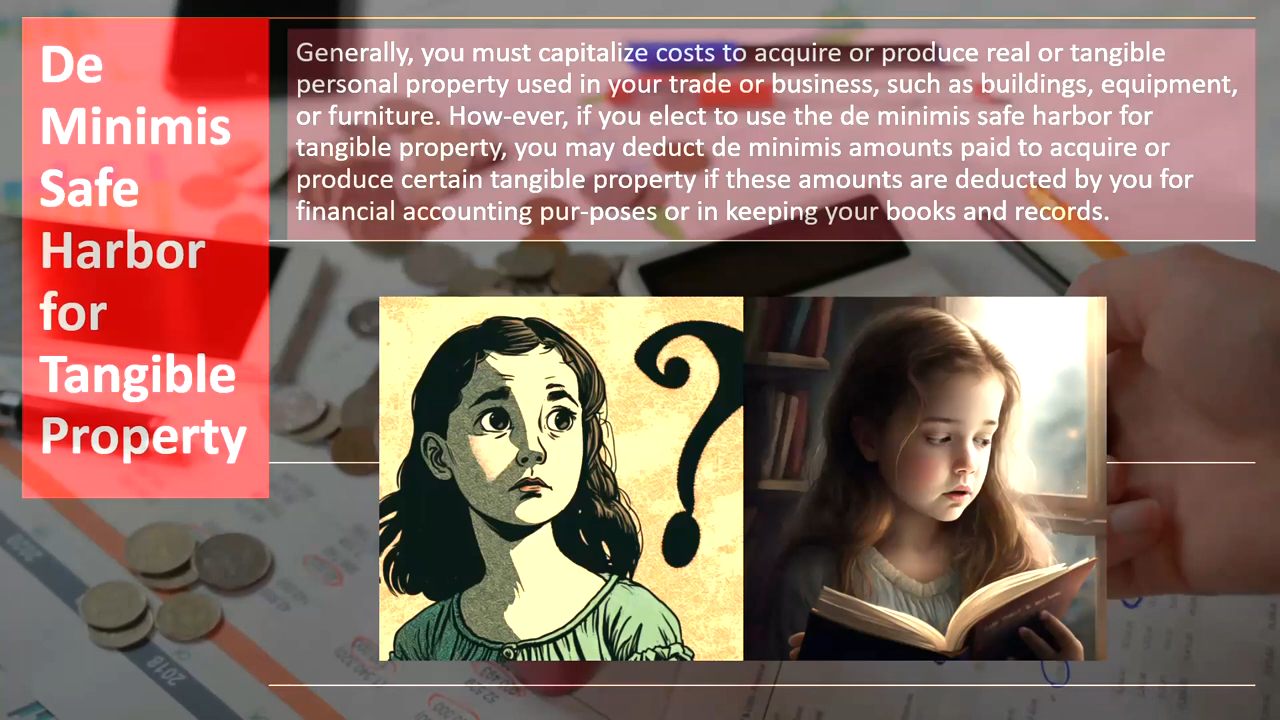 De
Minimis
Safe
Harbor
for
Tangible
Property
Generally, you must capitalize costs to acquire or produce real or tangible
personal property used in your trade or business, such as buildings, equipment,
or furniture. How-ever, if you elect to use the de minimis safe harbor for
tangible property, you may deduct de minimis amounts paid to acquire or
produce certain tangible property if these amounts are deducted by you for
financial accounting pur-poses or in keeping your books and records.
?
2018